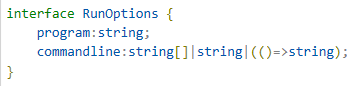 interface RunOptions {
    program:string;
    commandline:string[]|string|(()=>string);
}